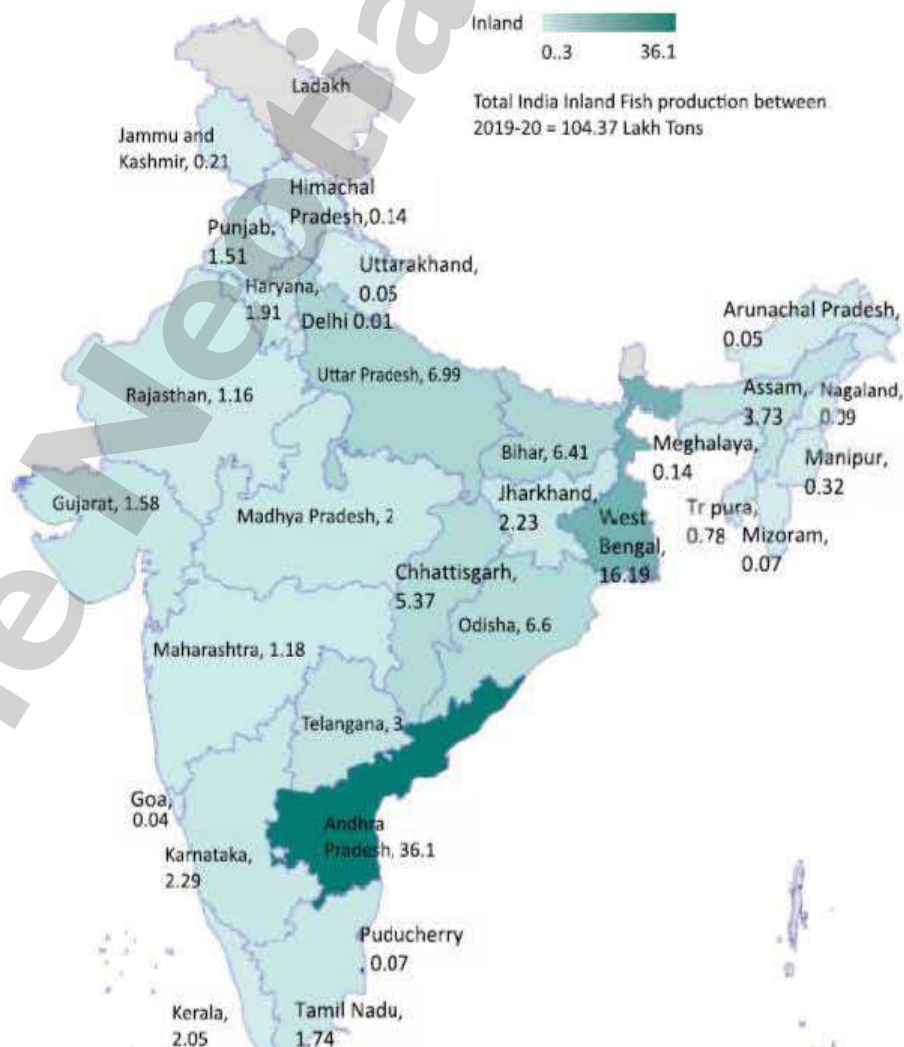 Inland
0..3 36.1
Total India Inland Fish production between
2019-20 = 104.37 Lakh Tons
Ladakh
Jammu and
Kashmir, 0.21
Himachal
Pradesh,0.14
Punjab,
1.51
Uttarakhand,
0.05
Haryana,
1.91
Delhi 0.01
Arunachal Pradesh,
0.05
Rajasthan, 1.16
Uttar Pradesh, 6.99
Assam,
3.73
Nagaland,
0.09
Bihar, 6.41
Meghalaya,
0.14
Manipur,
0.32
Gujarat, 1.58
Madhya Pradesh, 2
Jharkhand,
2.23
West
Bengal,
16.19
Tr pura,
0.78
Mizoram,
0.07
Chhattisgarh,
5.37
Odisha, 6.6
Maharashtra, 1.18
Telangana, 3
Goa,
0.04
Andhra
Pradesh, 36.1
Karnataka,
2.29
Puducherry
, 0.07
Kerala,
2.05
Tamil Nadu,
1.74